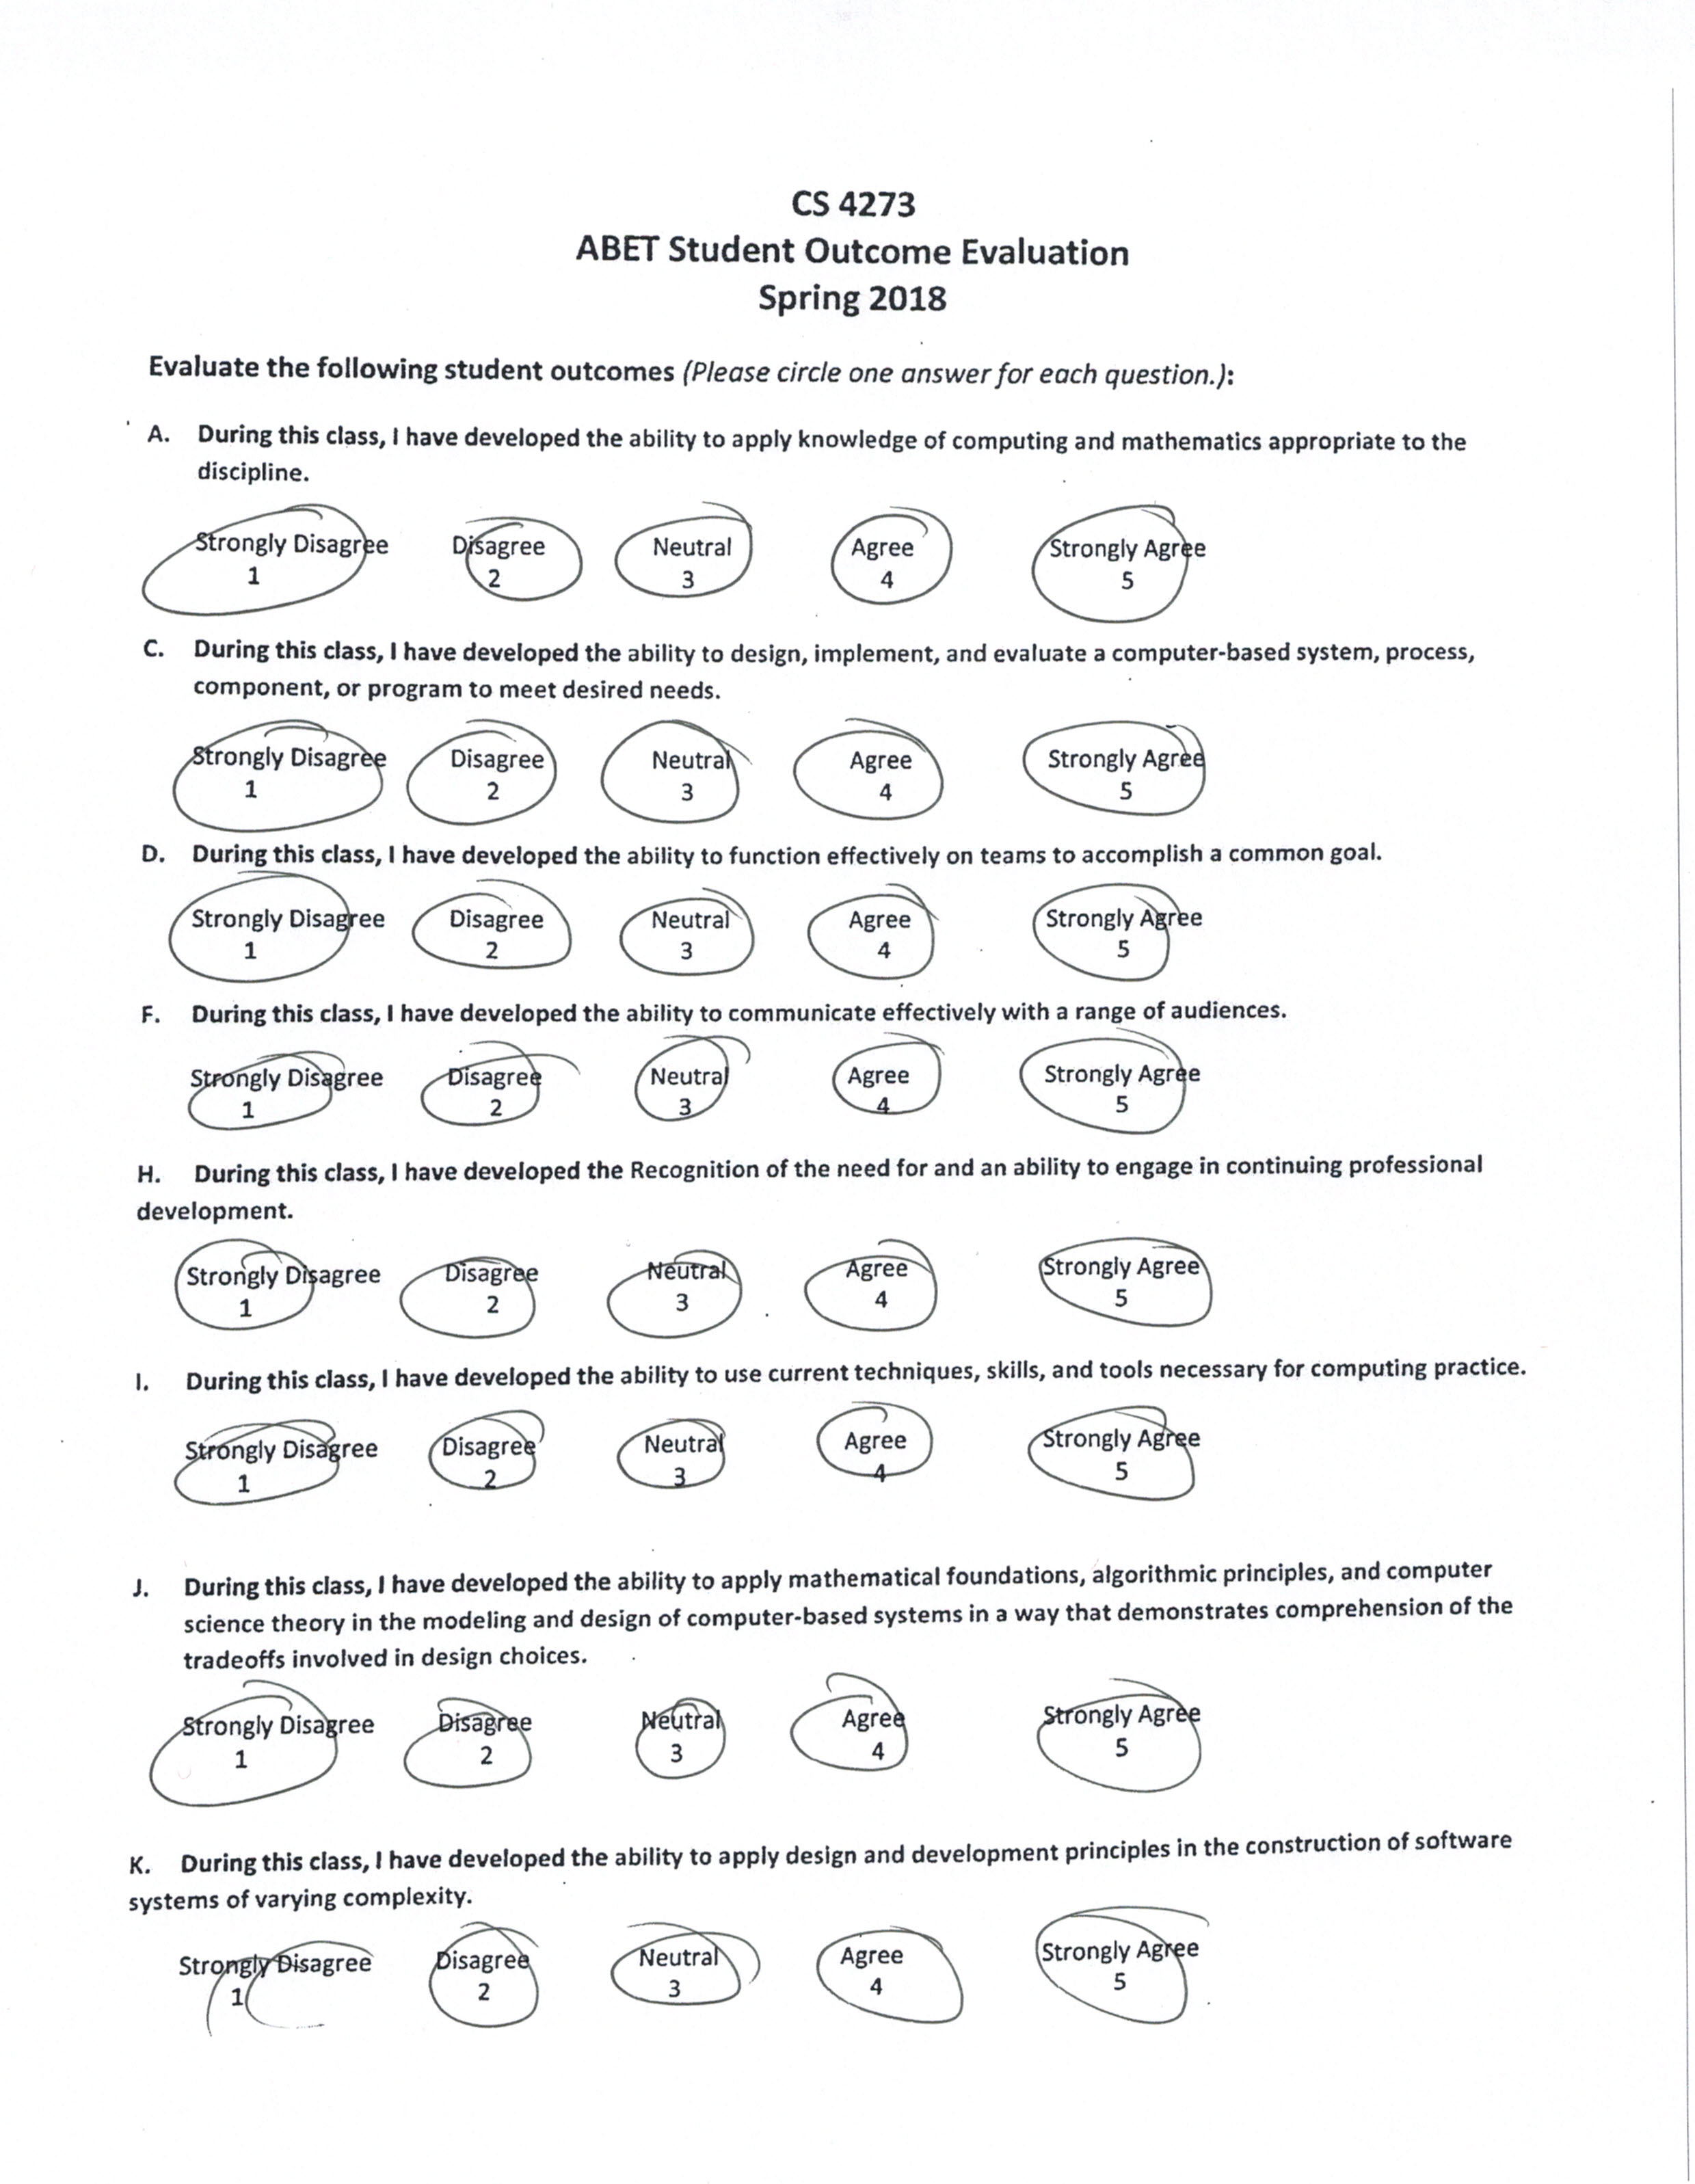 CS 4273
ABET Student Outcome Evaluation
Spring 2018
Evaluate the following student outcomes (Please circle one answer for each question.):
A. During this class, I have developed the ability to apply knowledge of computing and mathematics appropriate to the
discipline.
Strongly Disagree Disagree Neutral Agree Strongly Agree
1 2 3 4 5
C. During this class, I have developed the ability to design, implement, and evaluate a computer-based system, process,
component, or program to meet desired needs.
Strongly Disagree Disagree Neutral Agree Strongly Agree
1 2 3 4 5
D. During this class, I have developed the ability to function effectively on teams to accomplish a common goal.
Strongly Disagree Disagree Neutral Agree Strongly Agree
1 2 3 4 5
F. During this class, I have developed the ability to communicate effectively with a range of audiences.
Strongly Disagree Disagree Neutral Agree Strongly Agree
1 2 3 4 5
H. During this class, I have developed the Recognition of the need for and an ability to engage in continuing professional
development.
Strongly Disagree Disagree Neutral Agree Strongly Agree
1 2 3 4 5
I. During this class, I have developed the ability to use current techniques, skills, and tools necessary for computing practice.
Strongly Disagree Disagree Neutral Agree Strongly Agree
1 2 3 4 5
J. During this class, I have developed the ability to apply mathematical foundations, algorithmic principles, and computer
science theory in the modeling and design of computer-based systems in a way that demonstrates comprehension of the
tradeoffs involved in design choices.
Strongly Disagree Disagree Neutral Agree Strongly Agree
1 2 3 4 5
K. During this class, I have developed the ability to apply design and development principles in the construction of software
systems of varying complexity.
Strongly Disagree Disagree Neutral Agree Strongly Agree
1 2 3 4 5